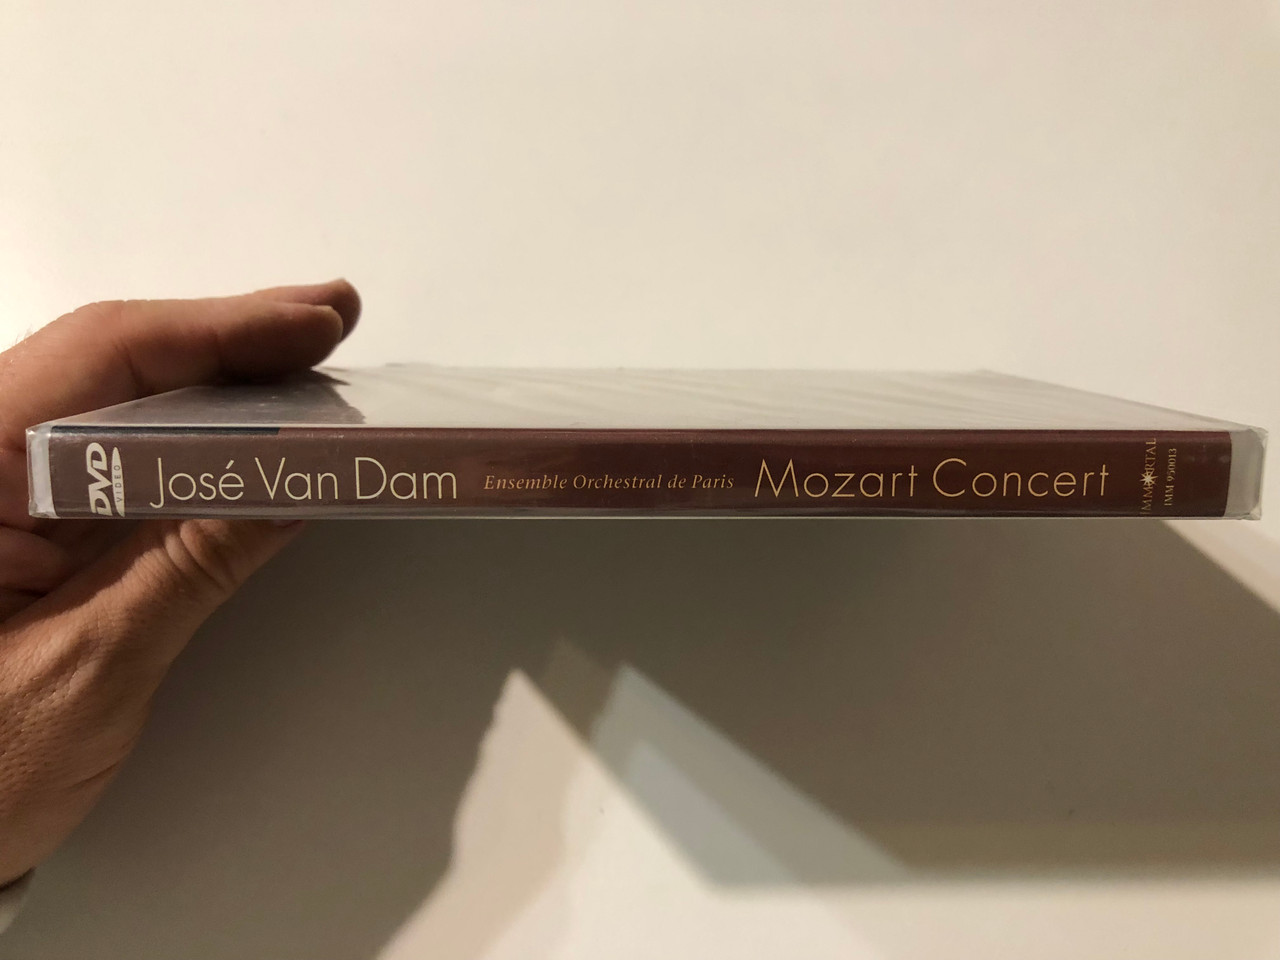 DVD
VIDEO
José Van Dam
Ensemble Orchestral de Paris
Mozart Concert
IMMORTAL
IMM 950013